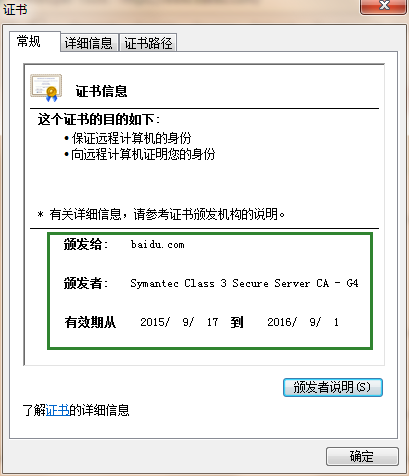 证书
常规 详细信息 证书路径
证书信息
这个证书的目的如下:
• 保证远程计算机的身份
• 向远程计算机证明您的身份
* 有关详细信息，请参考证书颁发机构的说明。
颁发给: baidu.com
颁发者: Symantec Class 3 Secure Server CA - G4
有效期从 2015/ 9/ 17 到 2016/ 9/ 1
颁发者说明(S)
了解证书的详细信息
确定